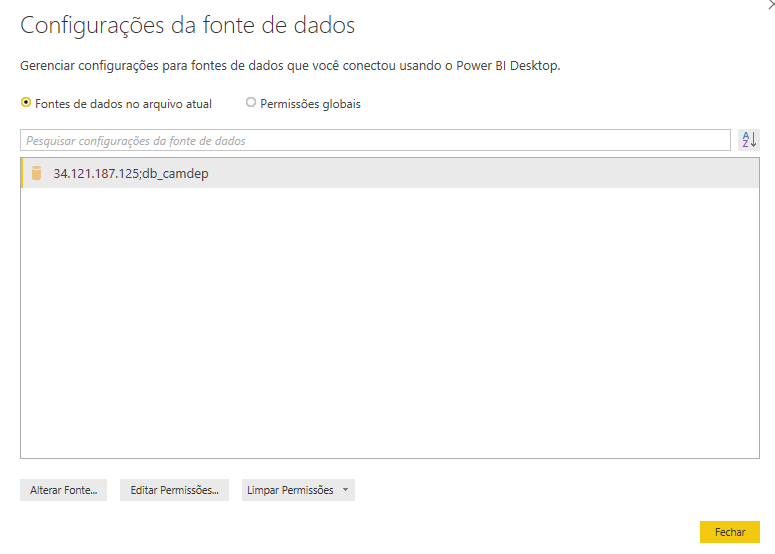 Configurações da fonte de dados
Gerenciar configurações para fontes de dados que você conectou usando o Power BI Desktop.
Fontes de dados no arquivo atual
Permissões globais
Pesquisar configurações da fonte de dados
A
Z
34.121.187.125;db_camdep
Alterar Fonte...
Editar Permissões...
Limpar Permissões
Fechar